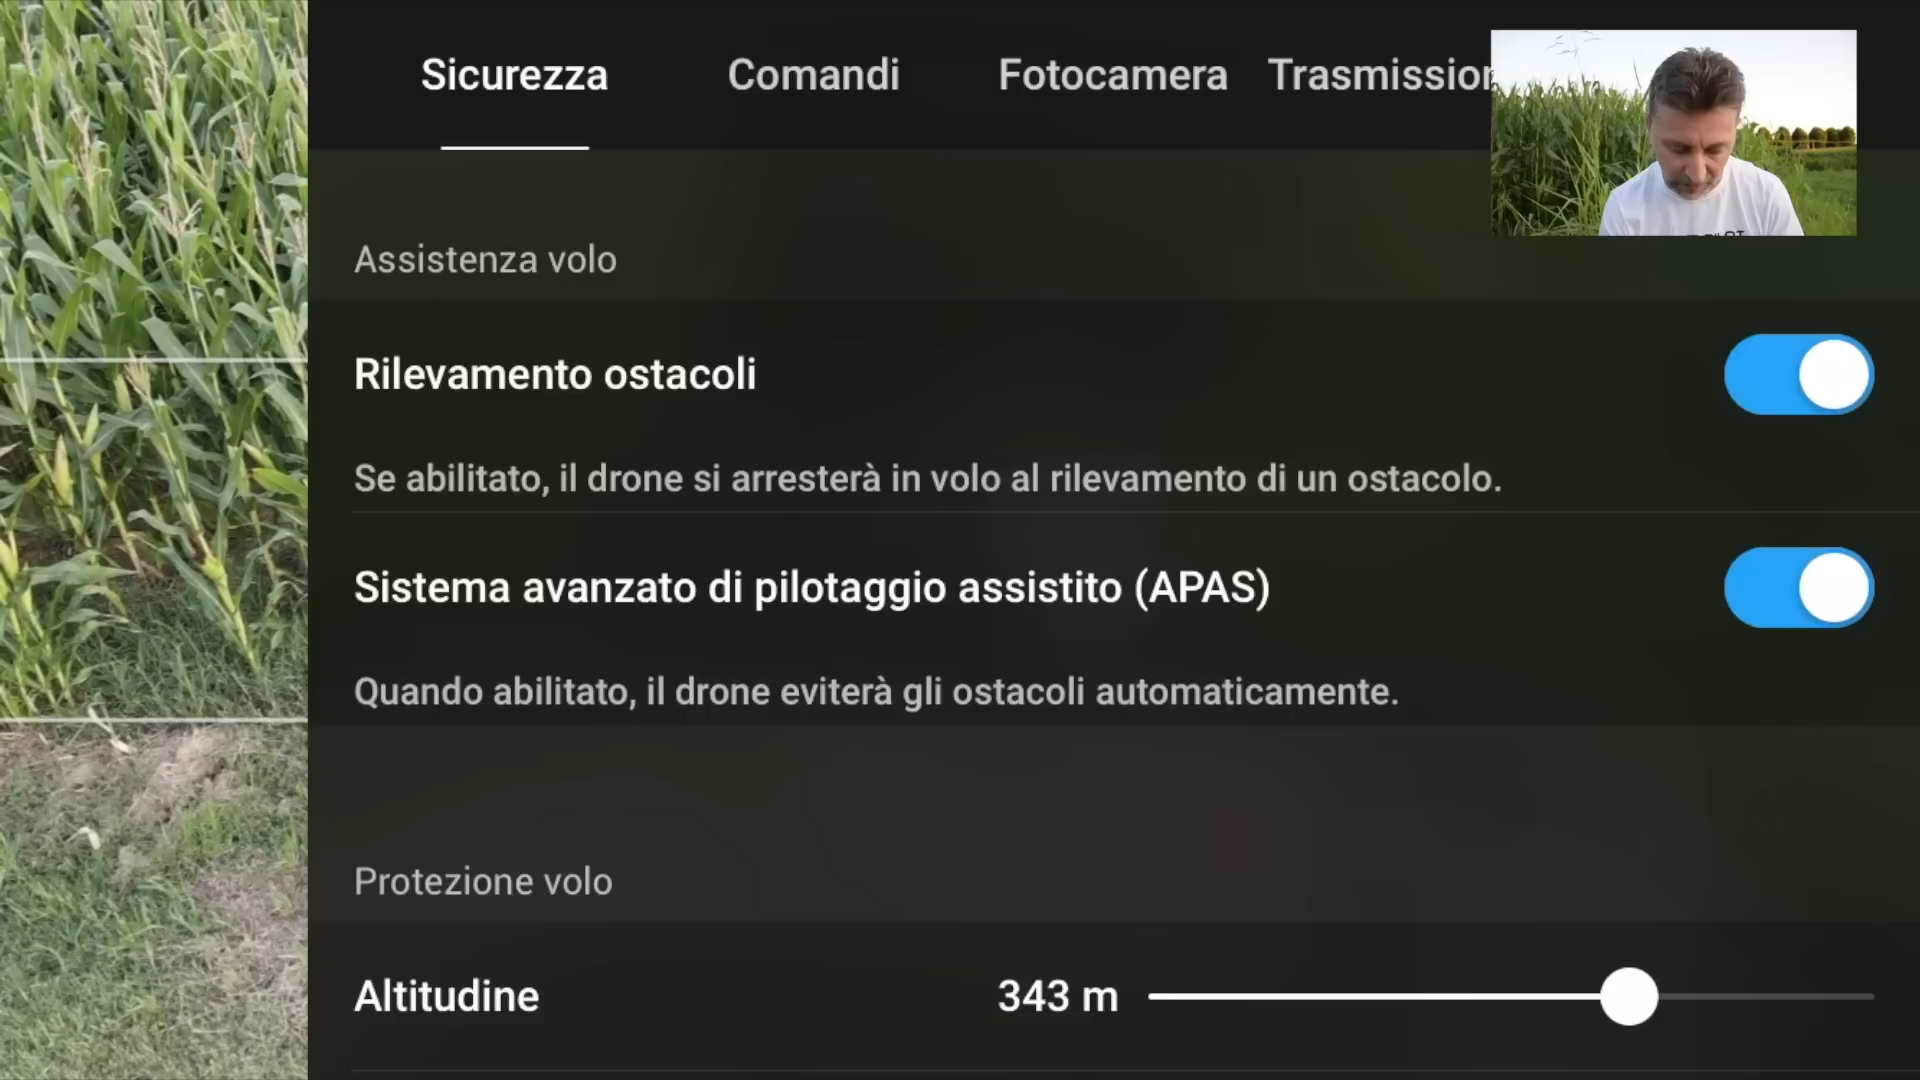 Sicurezza
Comandi
Fotocamera
Assistenza volo
Rilevamento ostacoli
Se abilitato, il drone si arresterà in volo al rilevamento di un ostacolo.
Sistema avanzato di pilotaggio assistito (APAS)
Quando abilitato, il drone eviterà gli ostacoli automaticamente.
Protezione volo
Altitudine
343 m